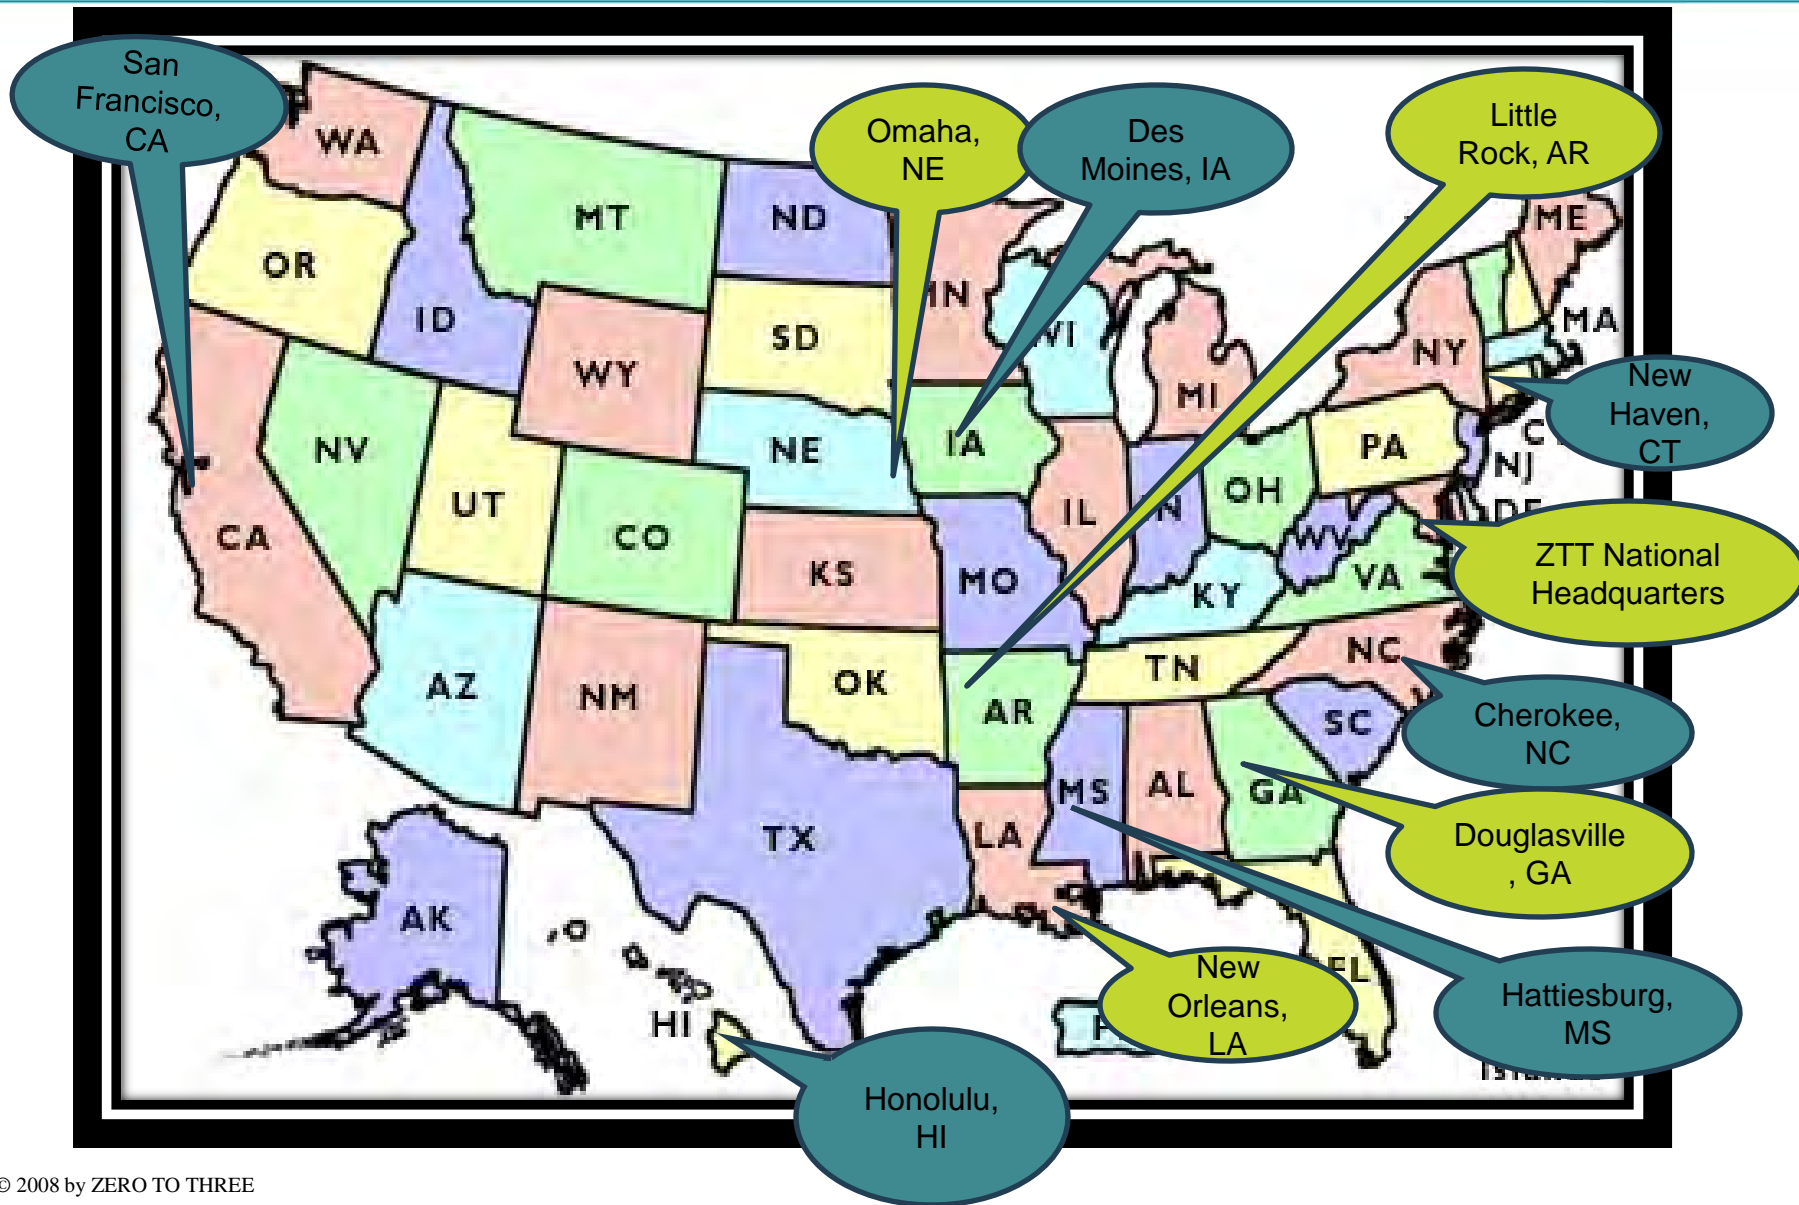 San
Francisco,
CA
Omaha,
NE
Des
Moines, IA
Little
Rock, AR
WA
MT
ND
ME
OR
ID
SD
MA
WY
NY
MI
NE
IA
PA
New
Haven,
CT
NV
UT
CO
IL
OH
NJ
CA
KS
MO
WV
VA
KY
ZTT National
Headquarters
AZ
NM
OK
AR
TN
NC
SC
Cherokee,
NC
TX
LA
MS
AL
GA
Douglasville
, GA
AK
HI
FL
New
Orleans,
LA
Hattiesburg,
MS
Honolulu,
HI
© 2008 by ZERO TO THREE